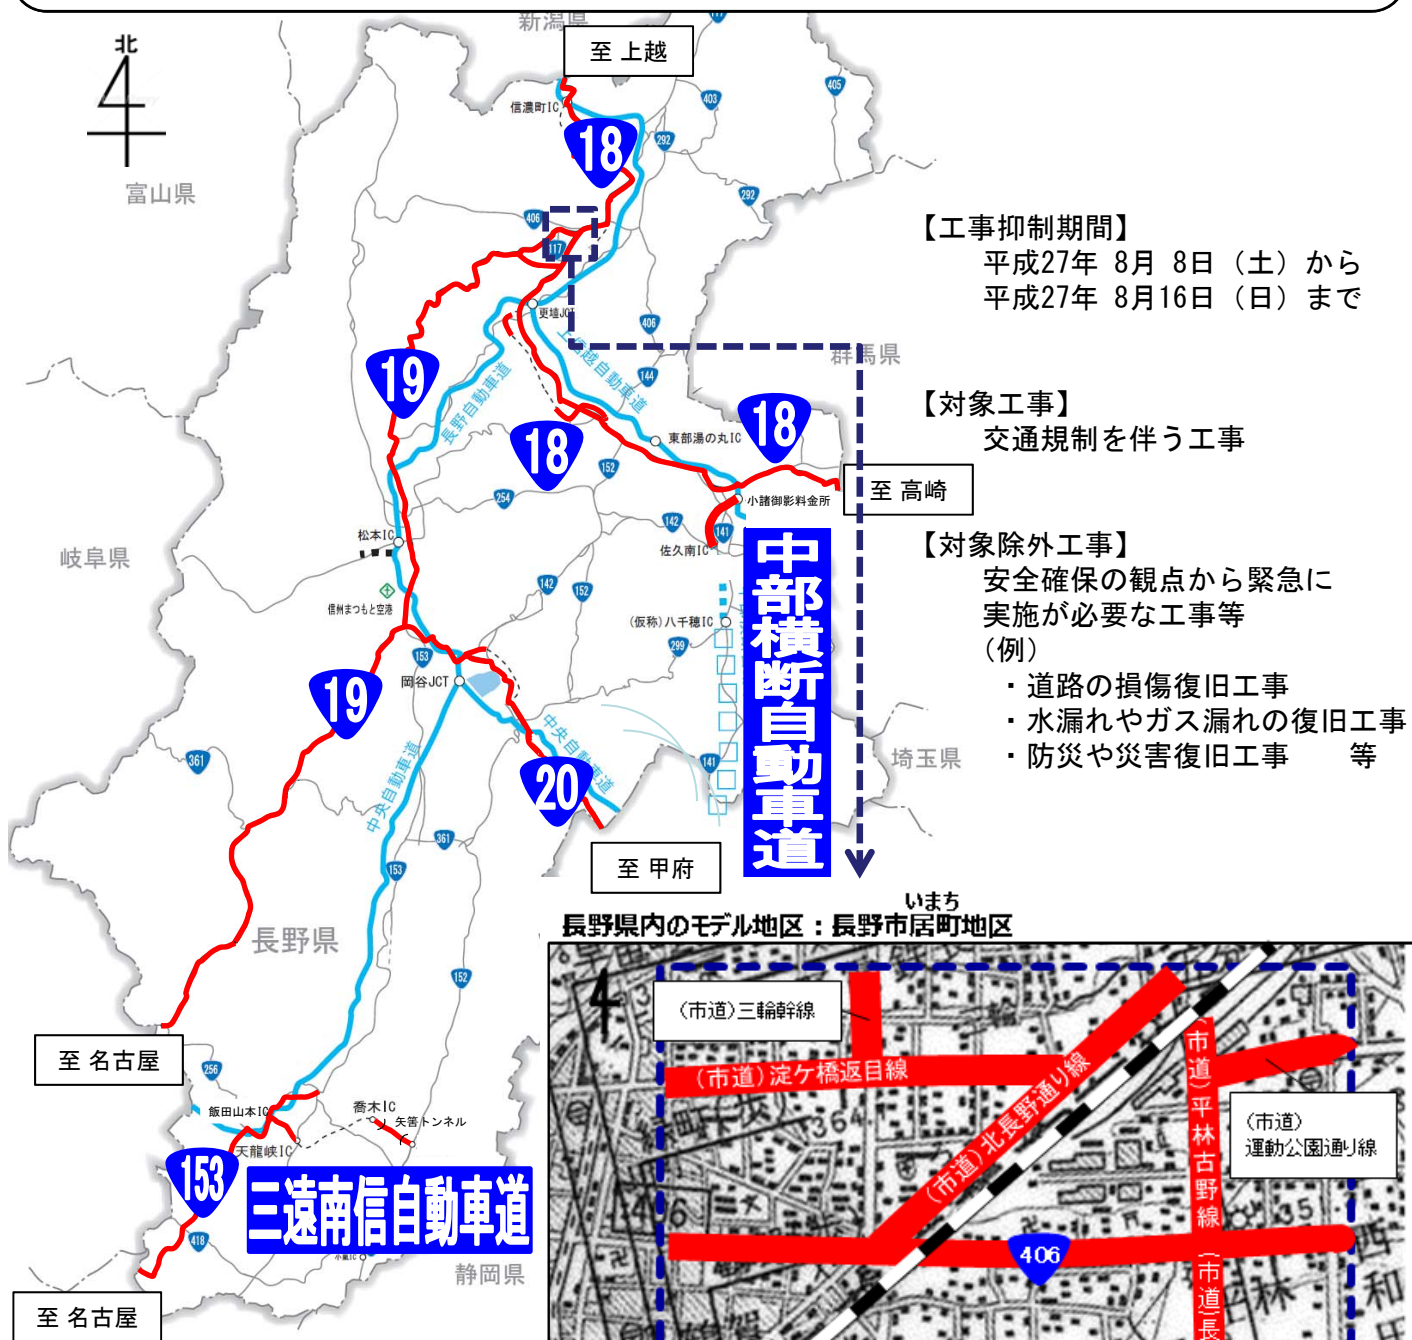 新潟県
至 上越
北
信濃町IC
117
405
403
292
18
富山県
292
406
117
【工事抑制期間】
平成27年 8月 8日（土）から
平成27年 8月16日（日）まで
更埴JCT
406
上信越自動車道
群馬県
19
長野自動車道
144
【対象工事】
交通規制を伴う工事
18
東部湯の丸IC
18
152
254
小諸御影料金所
至 高崎
松本IC
142
141
佐久南IC
岐阜県
中部横断自動車道
【対象除外工事】
安全確保の観点から緊急に
実施が必要な工事等
(例)
・道路の損傷復旧工事
・水漏れやガス漏れの復旧工事
・防災や災害復旧工事 等
信州まつもと空港
142
152
(仮称)八千穂IC
299
153
岡谷JCT
19
中央自動車道
361
141
埼玉県
20
中央自動車道
361
153
至 甲府
長野県
152
いまち
長野県内のモデル地区：長野市居町地区
至 名古屋
256
飯田山本IC
喬木IC
矢筈トンネル
天龍峡IC
153
三遠南信自動車道
418
静岡県
至 名古屋
(市道)三輪幹線
三輪
(市道)淀ケ橋返目線
(市道)北長野通り線
(市道)平林古野線
(市道)
運動公園通り線
364
35
406
西
和
林
(市道)長